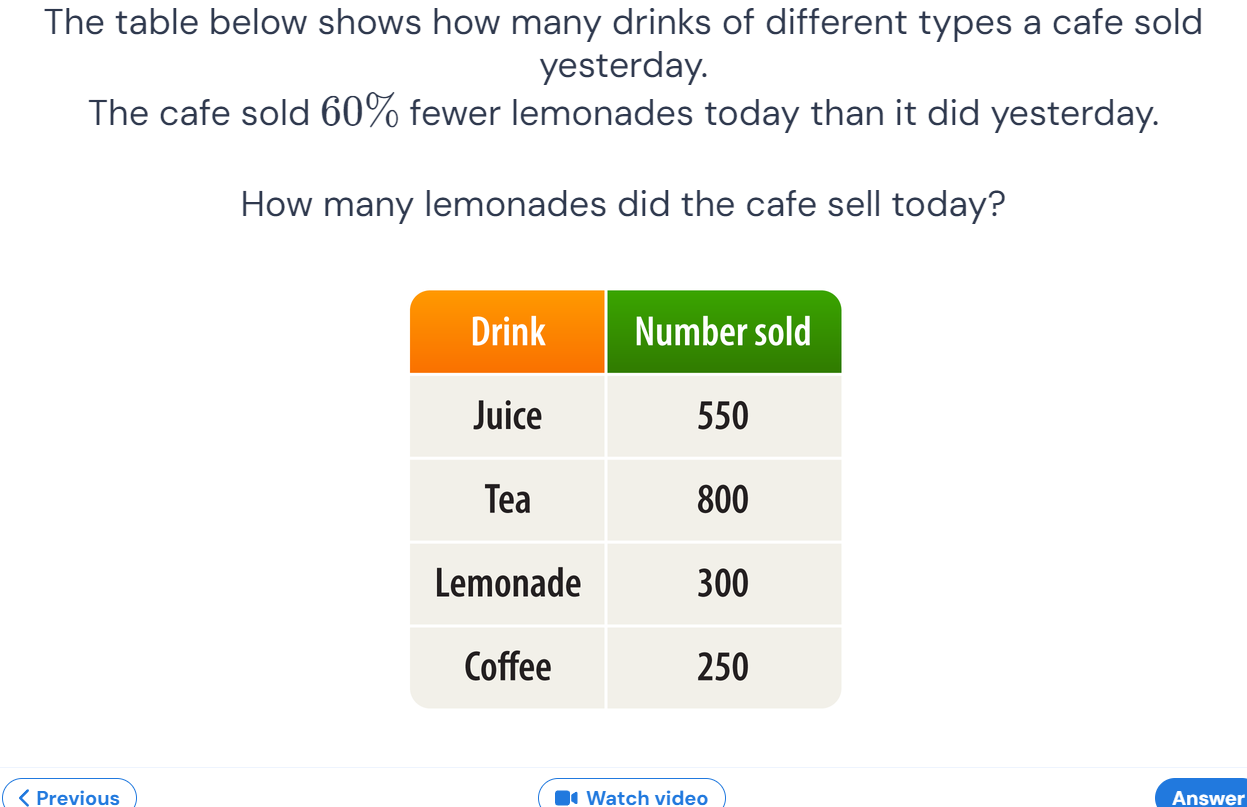 The table below shows how many drinks of different types a cafe sold
yesterday.
The cafe sold 60% fewer lemonades today than it did yesterday.
How many lemonades did the cafe sell today?
Drink Number sold
Juice 550
Tea 800
Lemonade 300
Coffee 250
Previous Watch video Answer